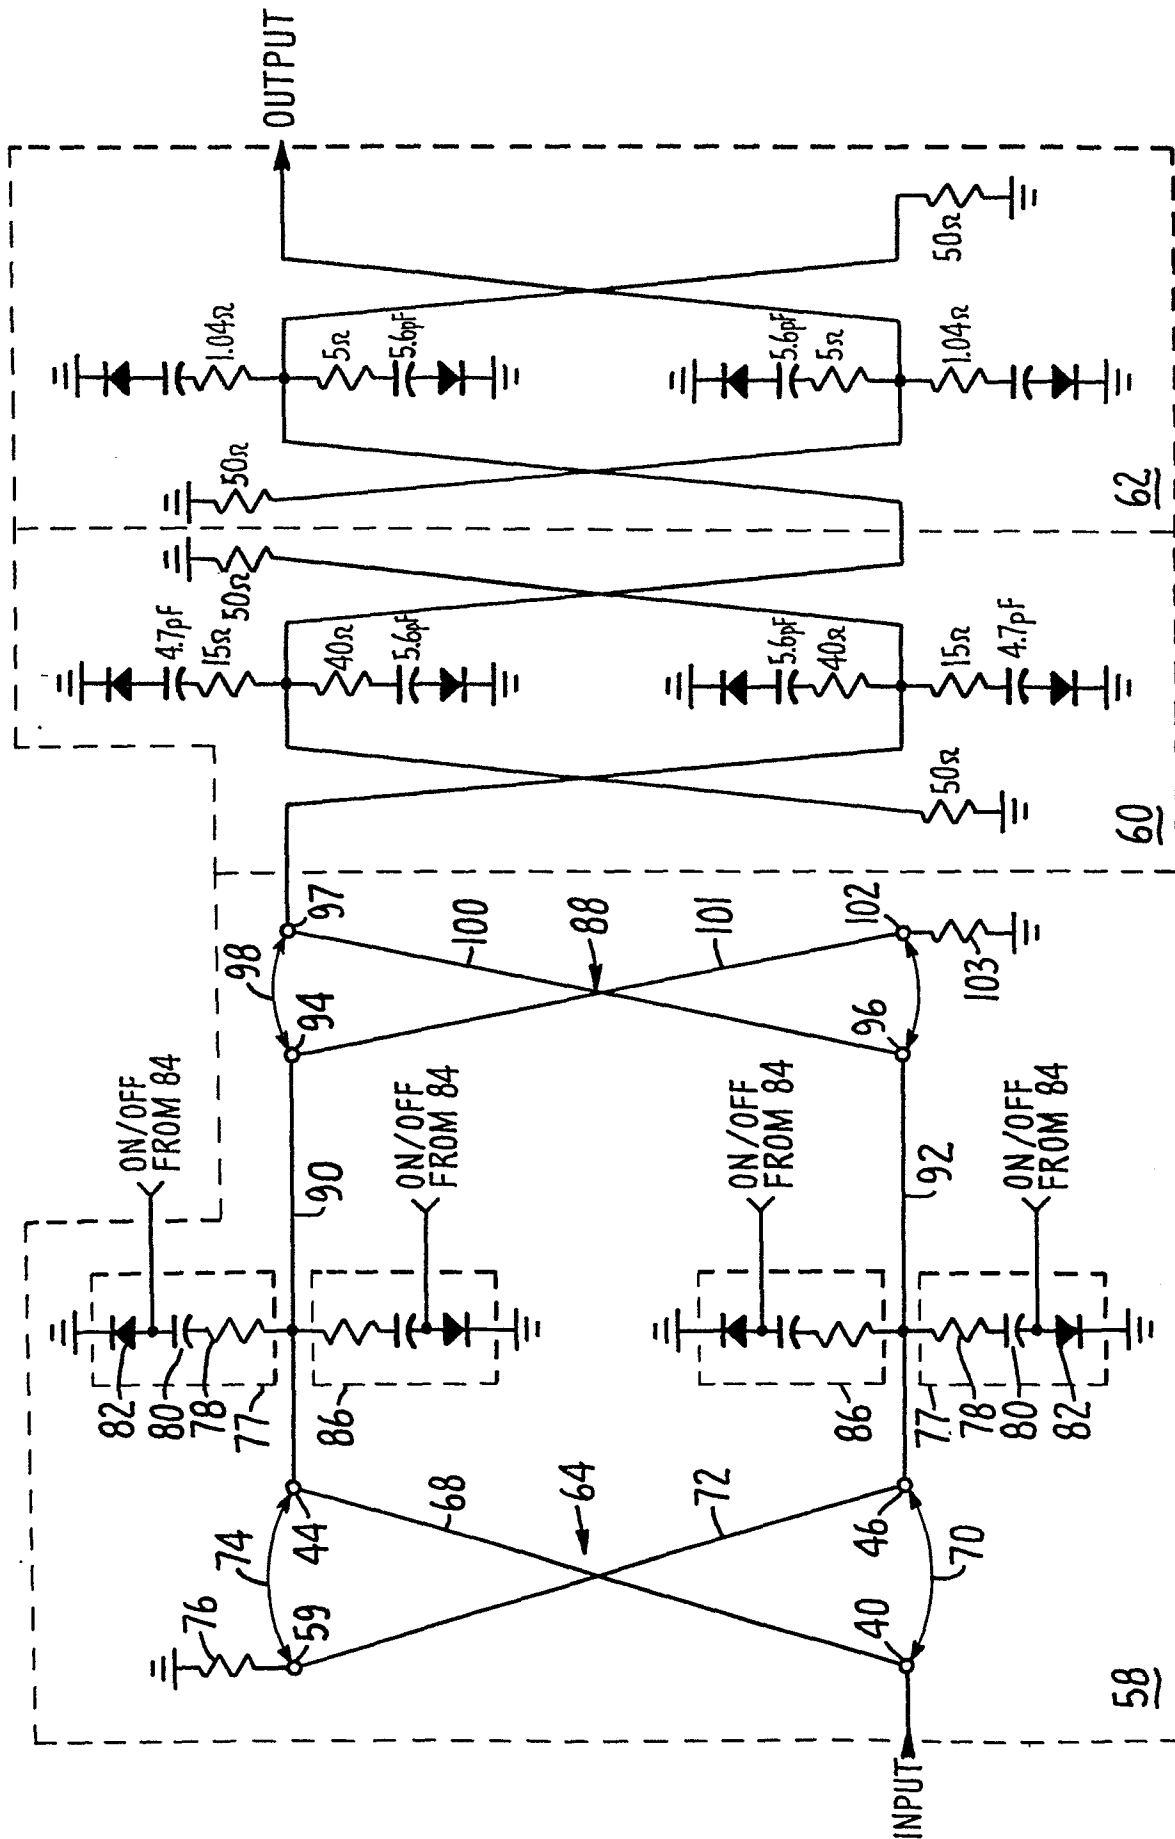 OUTPUT
1.04Ω
5Ω
5.6pF
5.6pF
5Ω
1.04Ω
50Ω
50Ω
62
50Ω
4.7pF
15Ω
40Ω
5.6pF
5.6pF
40Ω
15Ω
4.7pF
50Ω
60
97
98
94
100
88
101
102
103
96
ON/OFF
FROM 84
ON/OFF
FROM 84
ON/OFF
FROM 84
ON/OFF
FROM 84
90
92
82
80
78
77
86
86
77
78
80
82
74
44
68
64
72
46
70
76
59
40
58
INPUT